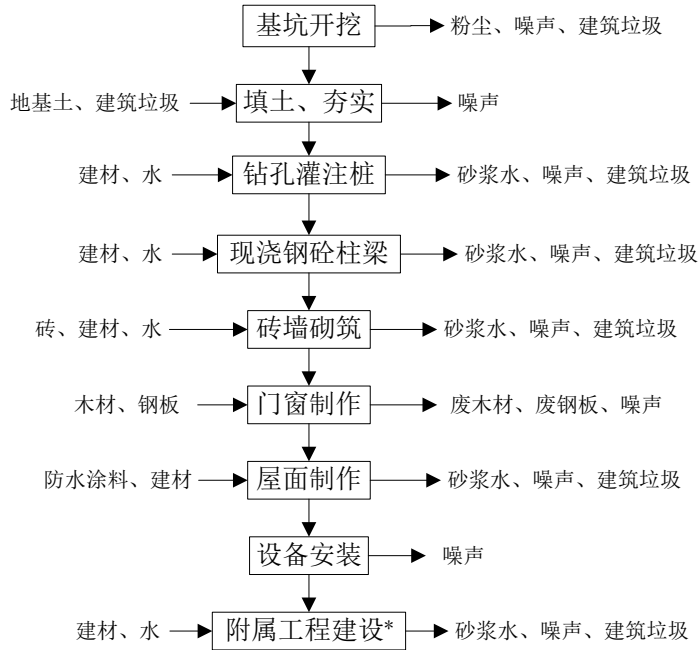 基坑开挖 粉尘、噪声、建筑垃圾
地基土、建筑垃圾 填土、夯实 噪声
建材、水 钻孔灌注桩 砂浆水、噪声、建筑垃圾
建材、水 现浇钢砼柱梁 砂浆水、噪声、建筑垃圾
砖、建材、水 砖墙砌筑 砂浆水、噪声、建筑垃圾
木材、钢板 门窗制作 废木材、废钢板、噪声
防水涂料、建材 屋面制作 砂浆水、噪声、建筑垃圾
设备安装 噪声
建材、水 附属工程建设* 砂浆水、噪声、建筑垃圾